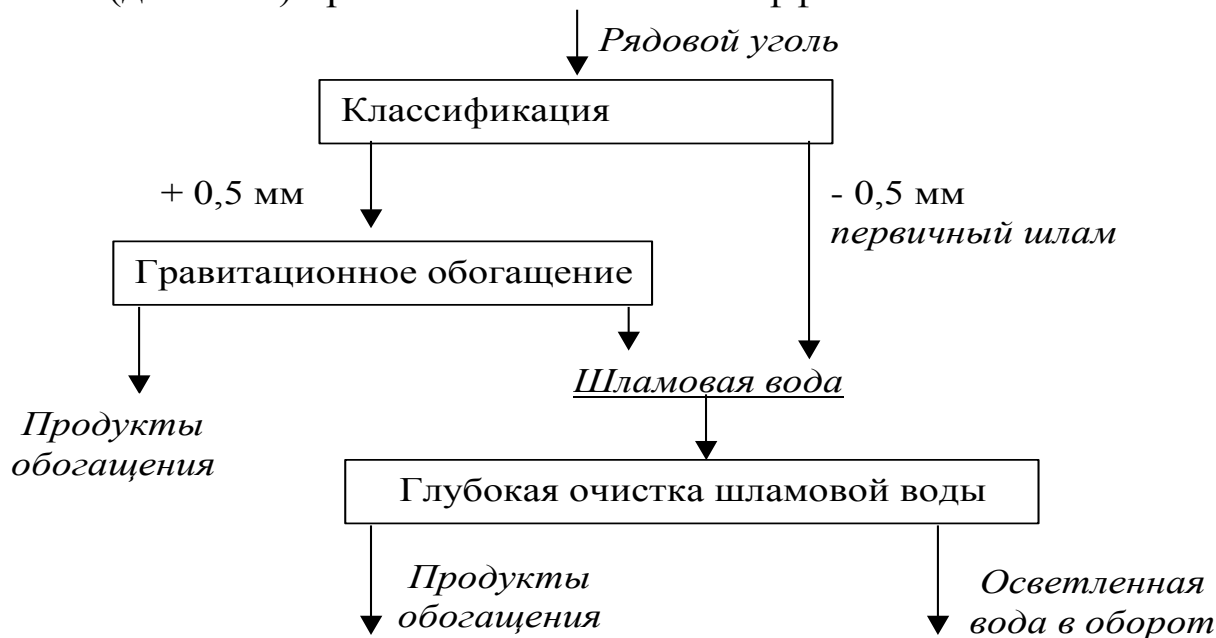 Рядовой уголь
Классификация
+ 0,5 мм
- 0,5 мм
первичный шлам
Гравитационное обогащение
Шламовая вода
Продукты
обогащения
Глубокая очистка шламовой воды
Продукты
обогащения
Осветленная
вода в оборот